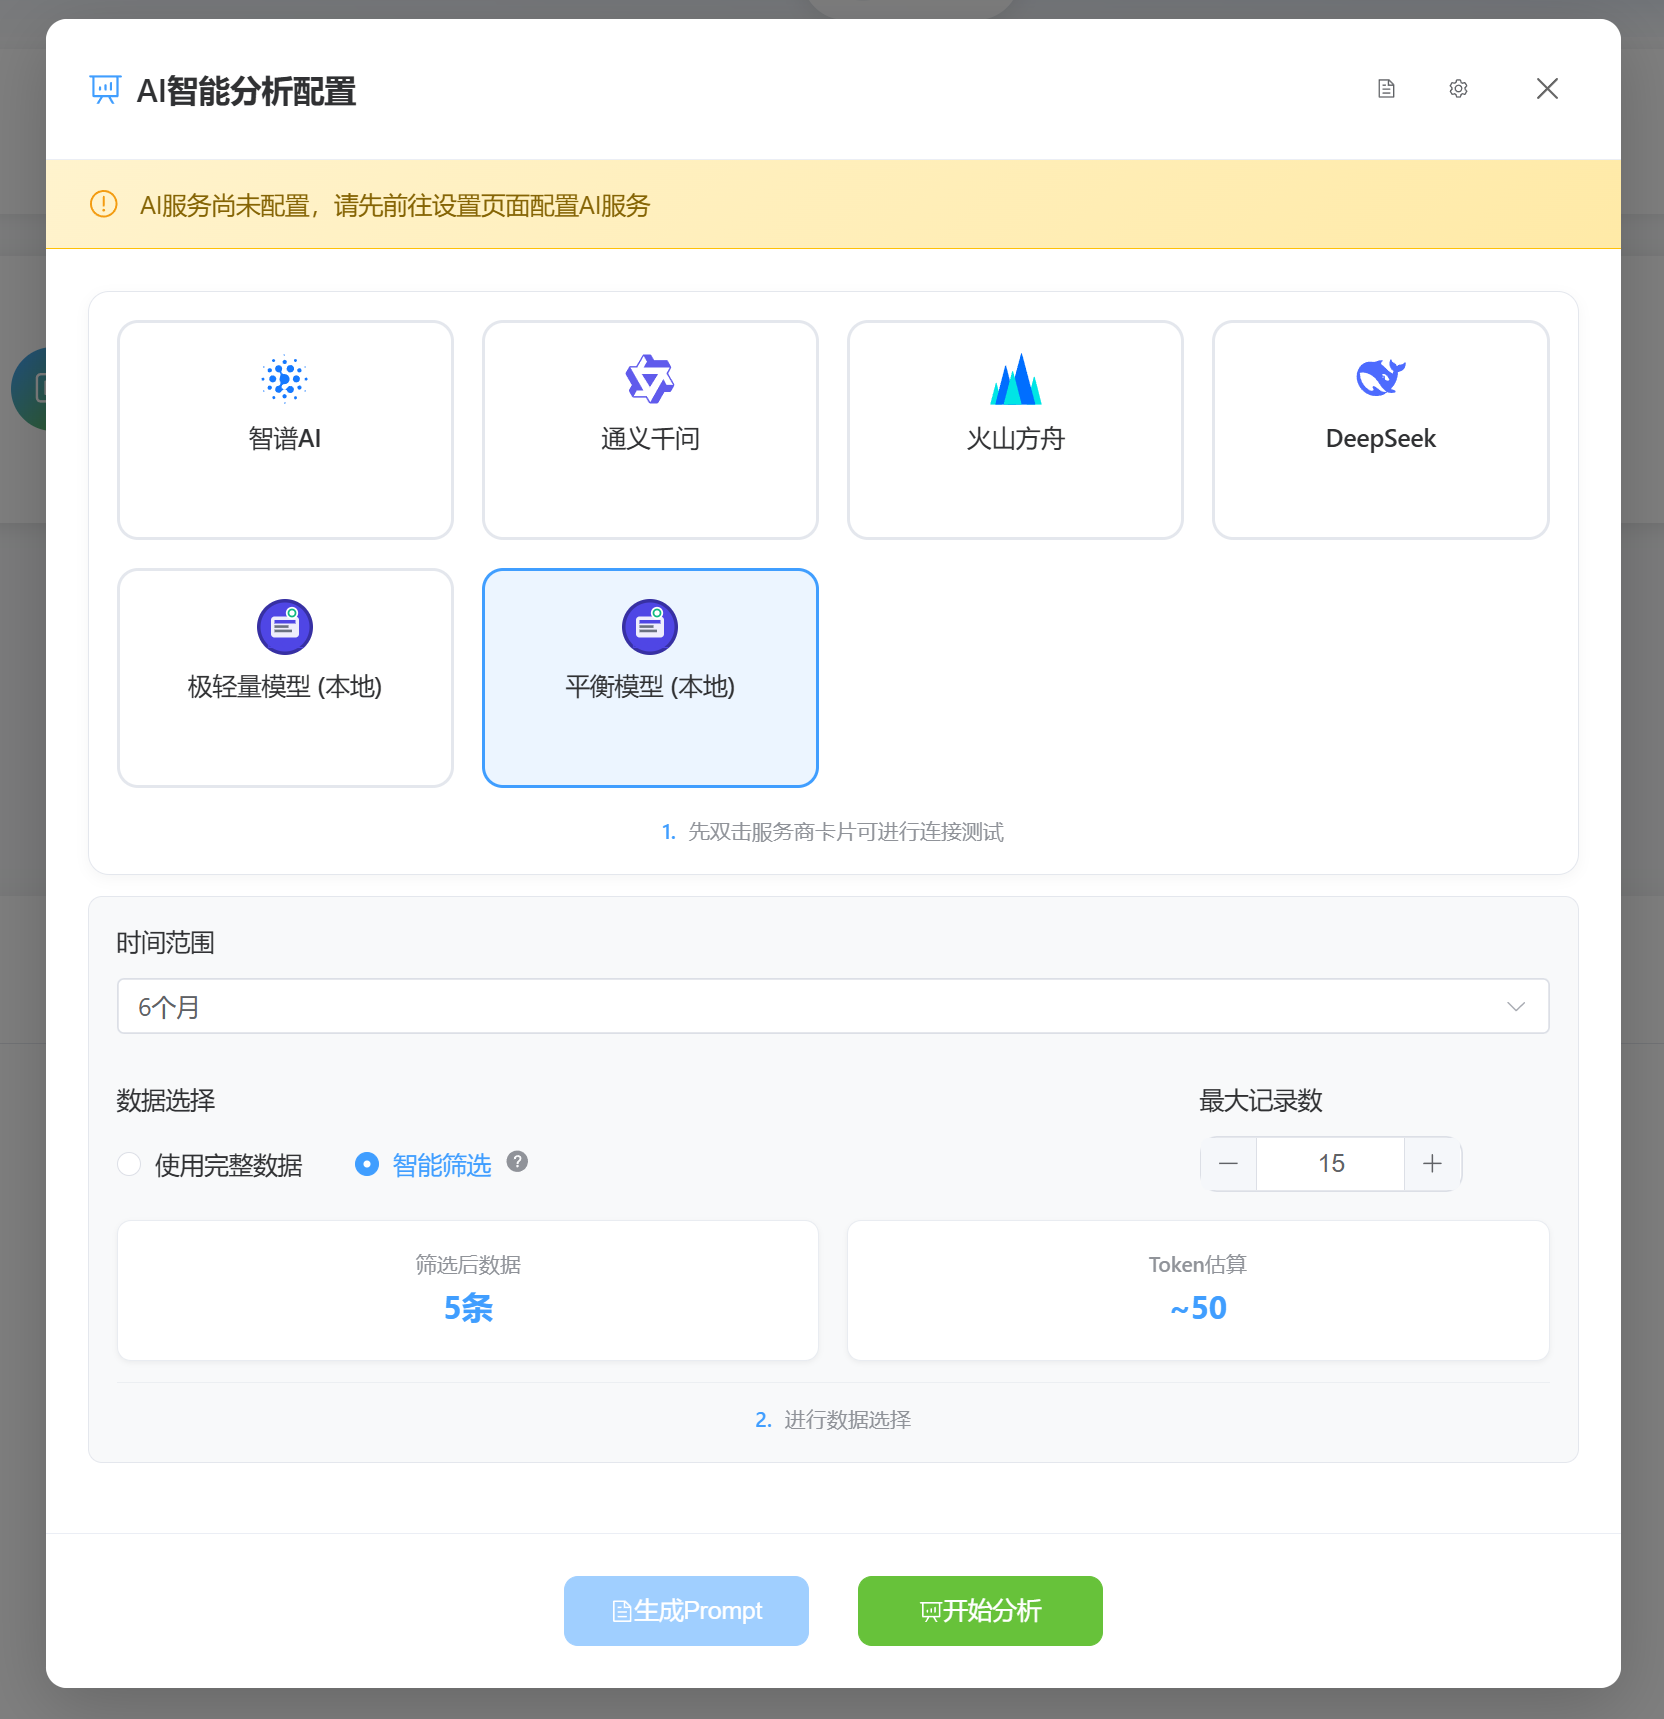 AI智能分析配置
AI服务尚未配置，请先前往设置页面配置AI服务
智谱AI
通义千问
火山方舟
DeepSeek
极轻量模型 (本地)
平衡模型 (本地)
1. 先双击服务商卡片可进行连接测试
时间范围
6个月
数据选择
最大记录数
使用完整数据
智能筛选
?
15
筛选后数据
5条
Token估算
~50
2. 进行数据选择
生成Prompt
开始分析